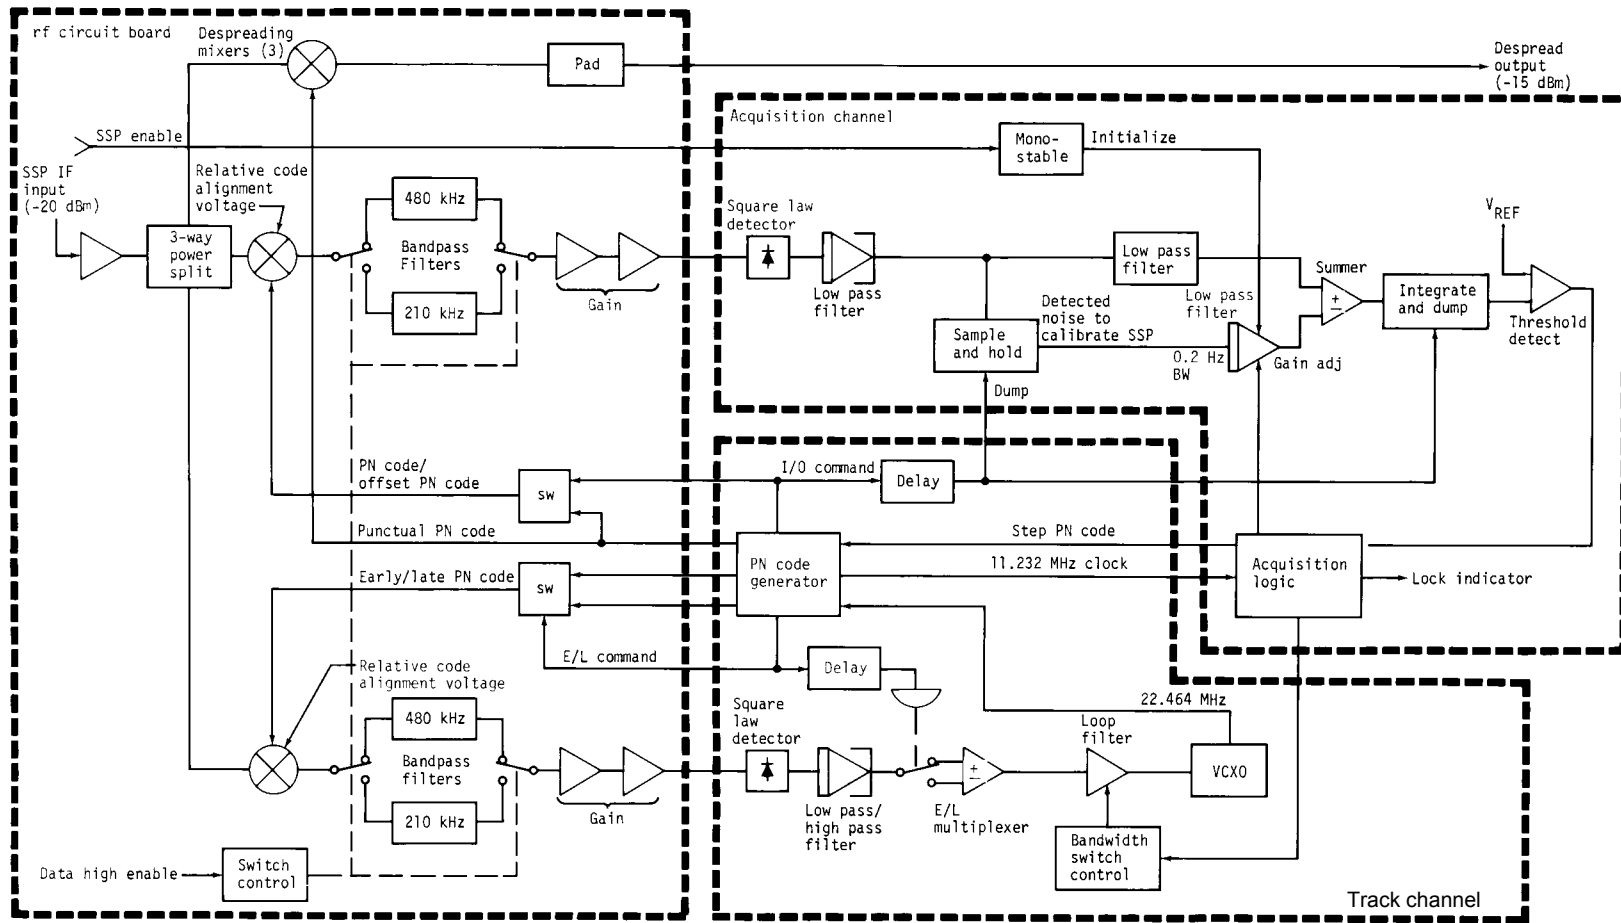 rf circuit board
Despreading
mixers (3)
Pad
Despread
output
(-15 dBm)
Acquisition channel
SSP enable
Mono-
stable
Initialize
SSP IF
input
(-20 dBm)
Relative code
alignment
voltage
480 kHz
Square law
detector
V REF
3-way
power
split
Bandpass
Filters
Low pass
filter
Summer
210 kHz
Gain
Low pass
filter
Detected
noise to
calibrate SSP
Low pass
filter
Integrate
and dump
Threshold
detect
Sample
and hold
0.2 Hz
BW
Gain adj
Dump
PN code/
offset PN code
sw
I/O command
Delay
Punctual PN code
Step PN code
PN code
generator
11.232 MHz clock
Acquisition
logic
Lock indicator
Early/late PN code
sw
E/L command
Delay
Relative code
alignment voltage
22.464 MHz
480 kHz
Square
law
detector
Loop
filter
Bandpass
filters
VCXO
210 kHz
Gain
Low pass/
high pass
filter
E/L
multiplexer
Bandwidth
switch
control
Data high enable
Switch
control
Track channel